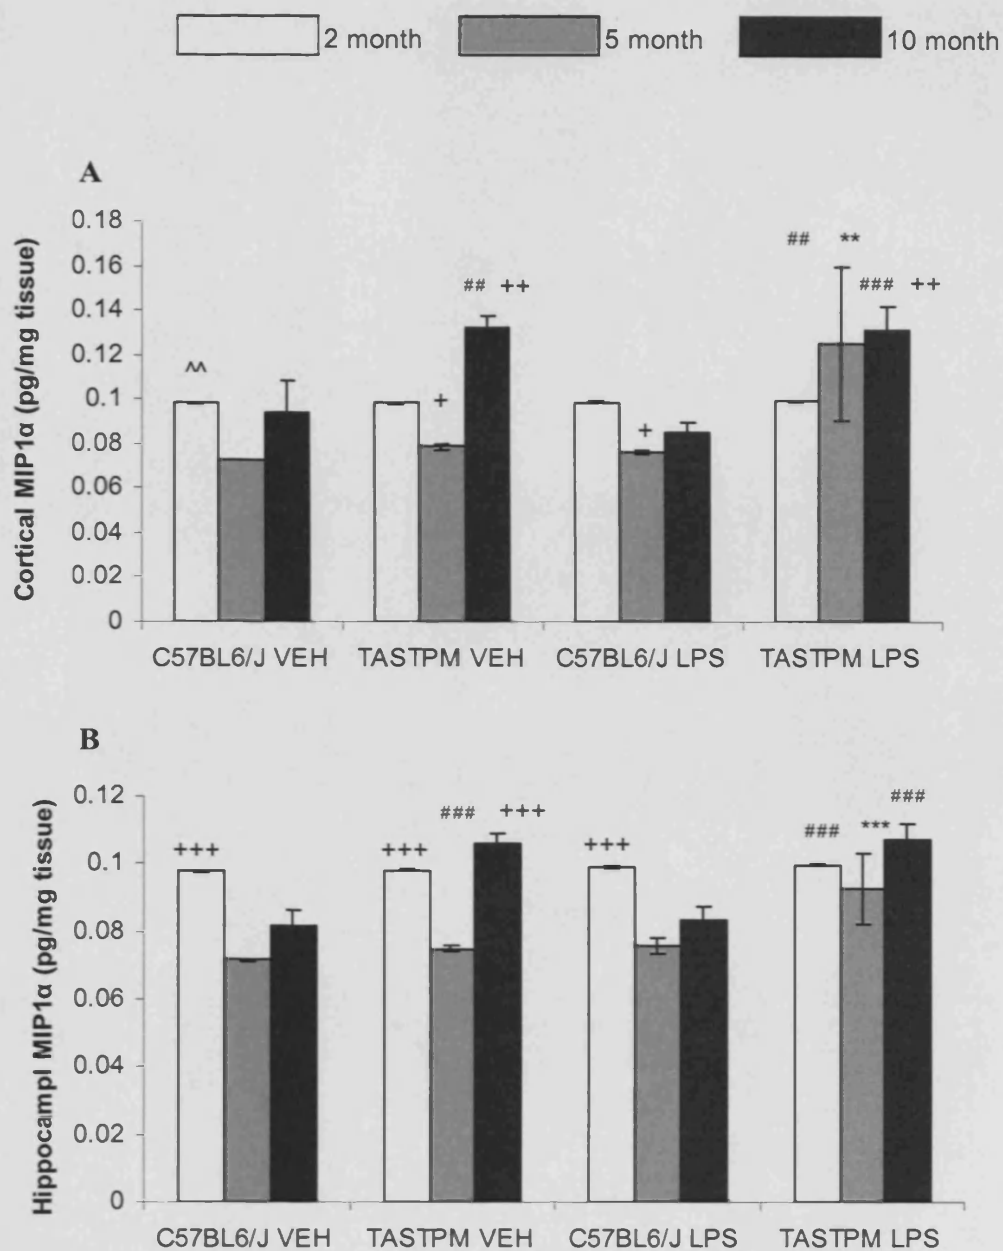 2 month 5 month 10 month
A
Cortical MIP1α (pg/mg tissue)
0.18
** ##
0.16
## ++ ### ++
0.14
0.12
^^
0.1
+
0.08
+
0.06
0.04
0.02
0
C57BL6/J VEH TASTPM VEH C57BL6/J LPS TASTPM LPS
B
Hippocampl MIP1α (pg/mg tissue)
0.12
### +++ ### *** ###
0.1
+++ +++ +++
0.08
0.06
0.04
0.02
0
C57BL6/J VEH TASTPM VEH C57BL6/J LPS TASTPM LPS